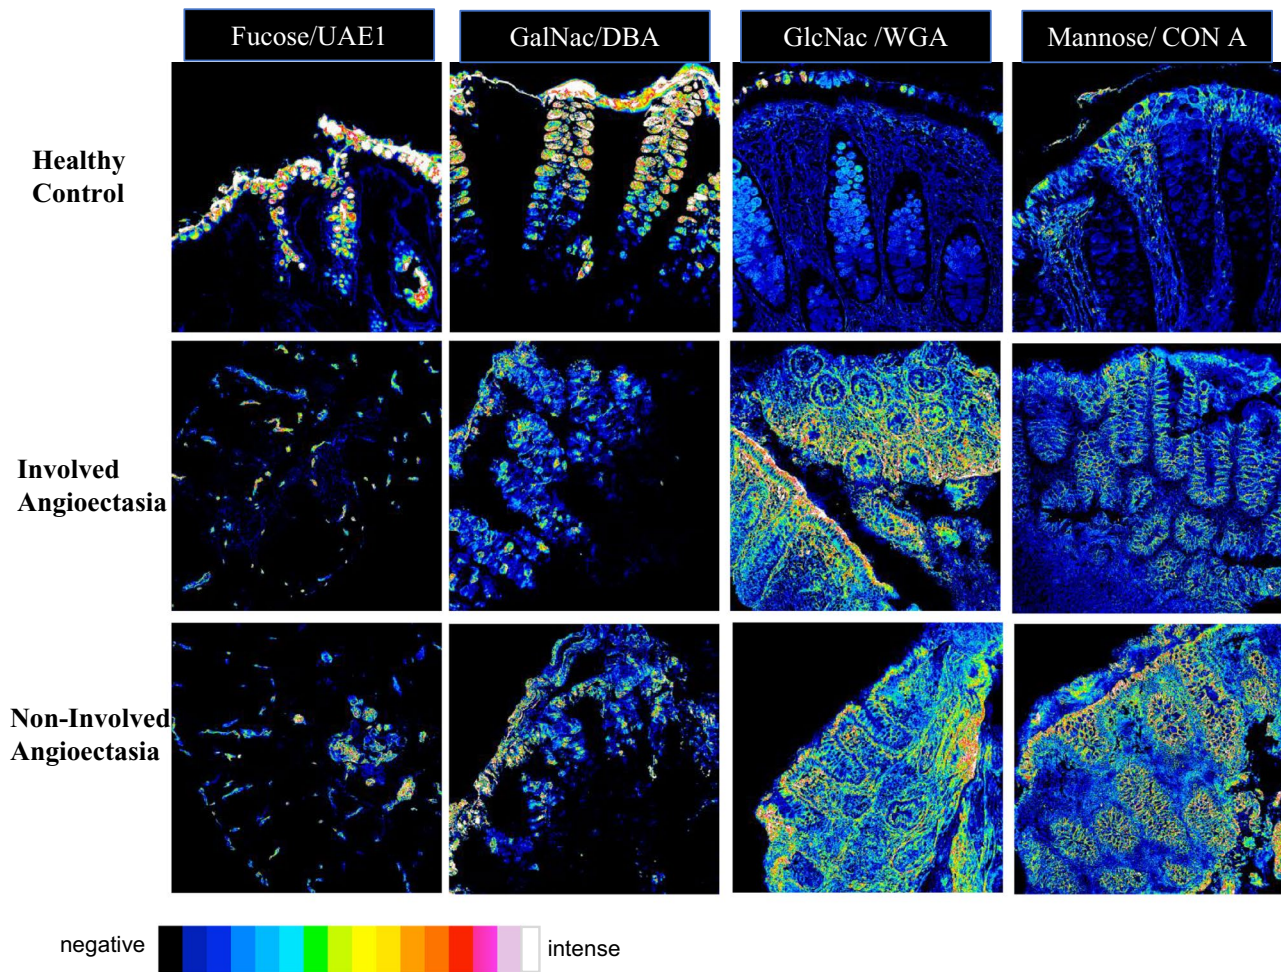 Fucose/UAE1
GalNac/DBA
GlcNac /WGA
Mannose/ CON A
Healthy
Control
Involved
Angioectasia
Non-Involved
Angioectasia
negative
intense